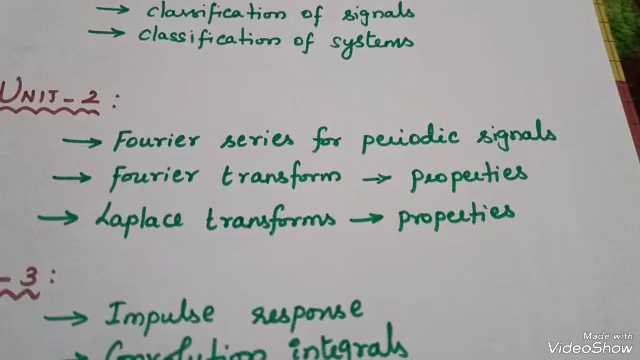 → classification of signals
→ classification of systems
UNIT-2:
→ Fourier series for periodic signals
→ Fourier transform → properties
→ Laplace transforms → properties
-3:
→ Impulse response
→ Convolution integrals
Made with
VideoShow